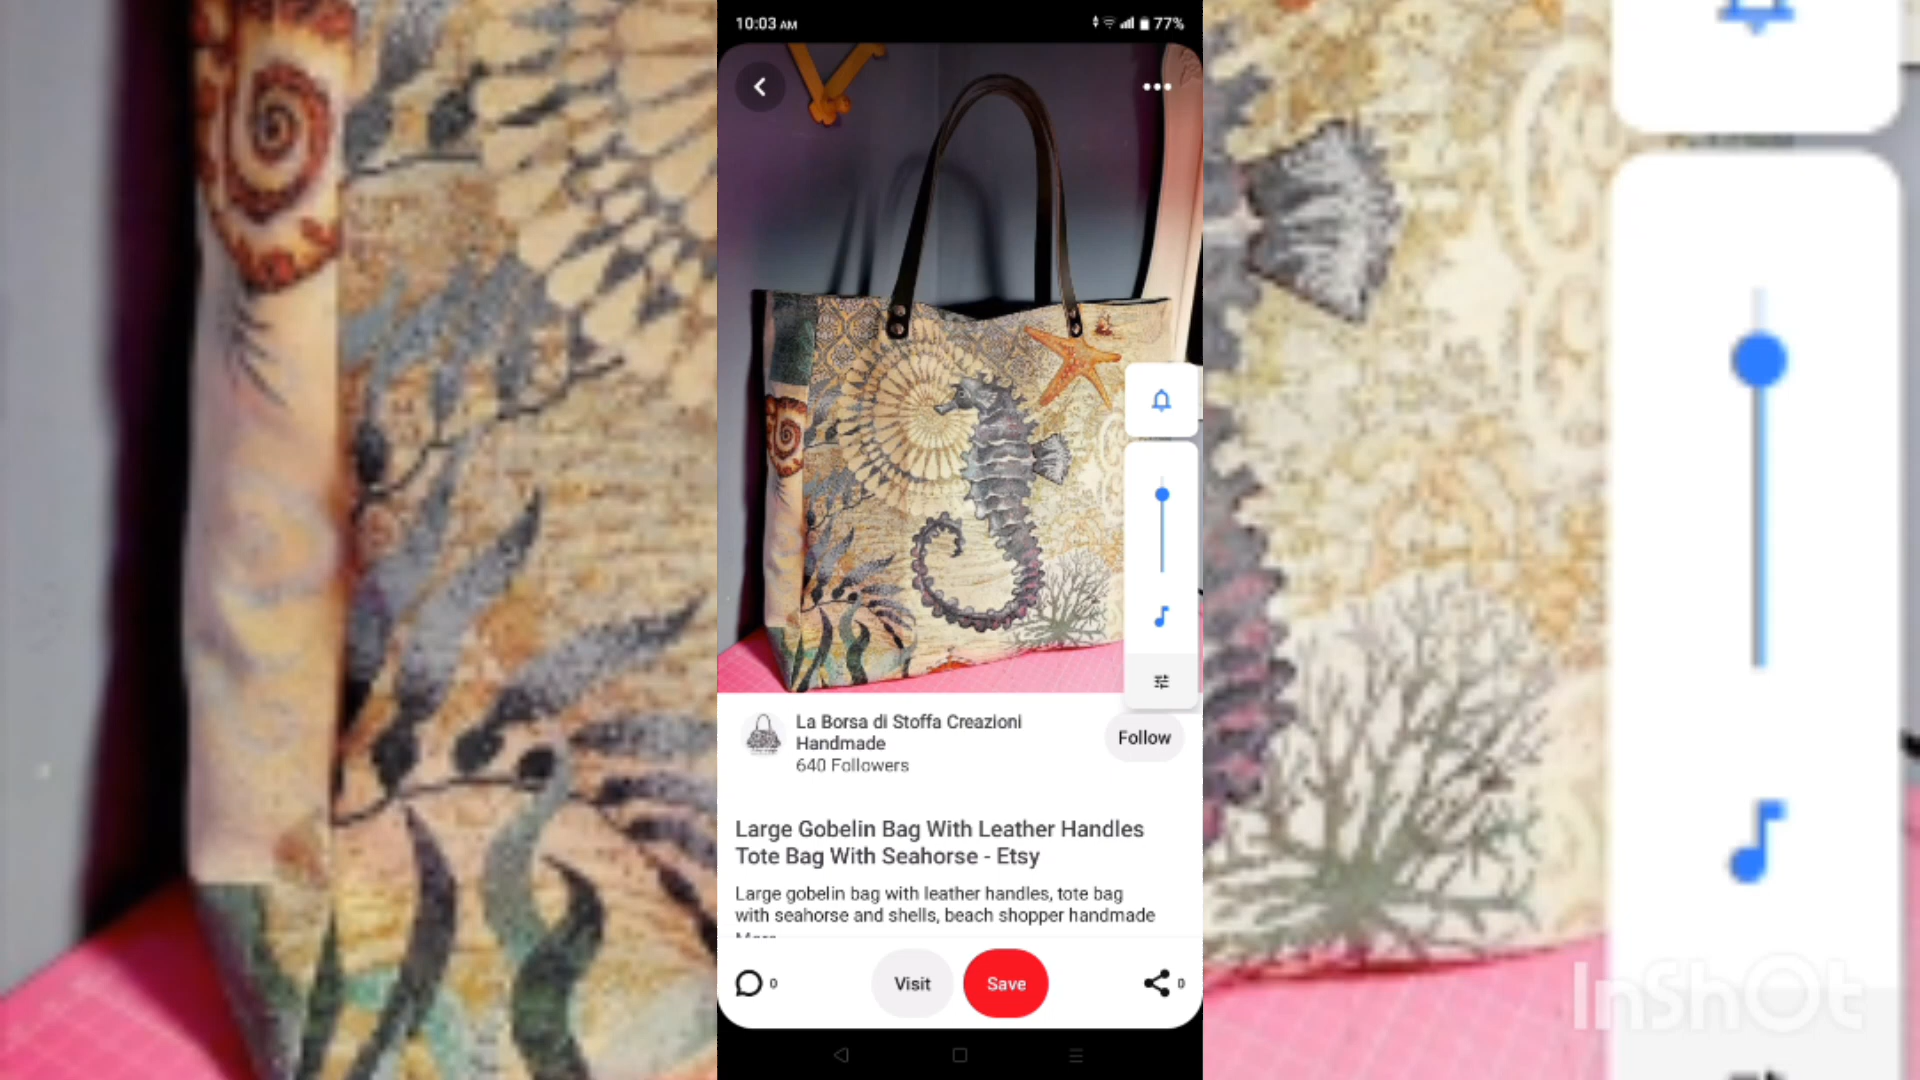 10:03 AM
77%
La Borsa di Stoffa Creazioni
Handmade
640 Followers
Follow
Large Gobelin Bag With Leather Handles
Tote Bag With Seahorse - Etsy
Large gobelin bag with leather handles, tote bag
with seahorse and shells, beach shopper handmade
0
Visit
Save
0
InShOt